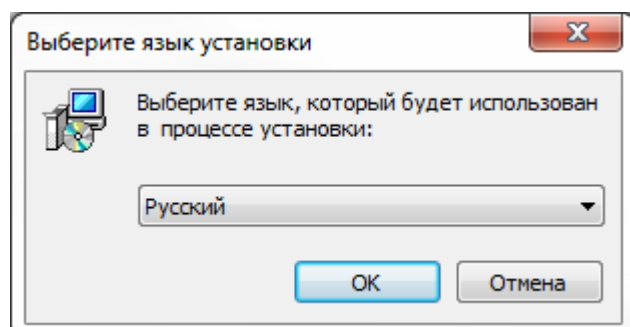 Выберите язык установки
Выберите язык, который будет использован
в процессе установки:
Русский
OK
Отмена